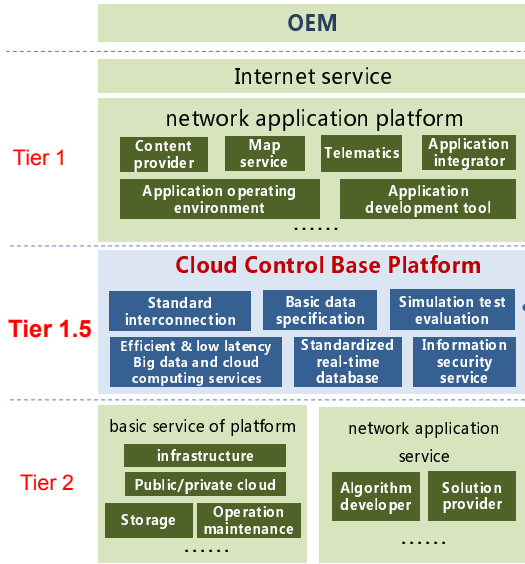 OEM
Internet service
Tier 1
network application platform
Content provider
Map service
Telematics
Application integrator
Application operating environment
Application development tool
......
Tier 1.5
Cloud Control Base Platform
Standard interconnection
Basic data specification
Simulation test evaluation
Efficient & low latency Big data and cloud computing services
Standardized real-time database
Information security service
Tier 2
basic service of platform
infrastructure
Public/private cloud
Storage
Operation maintenance
......
network application service
Algorithm developer
Solution provider
......